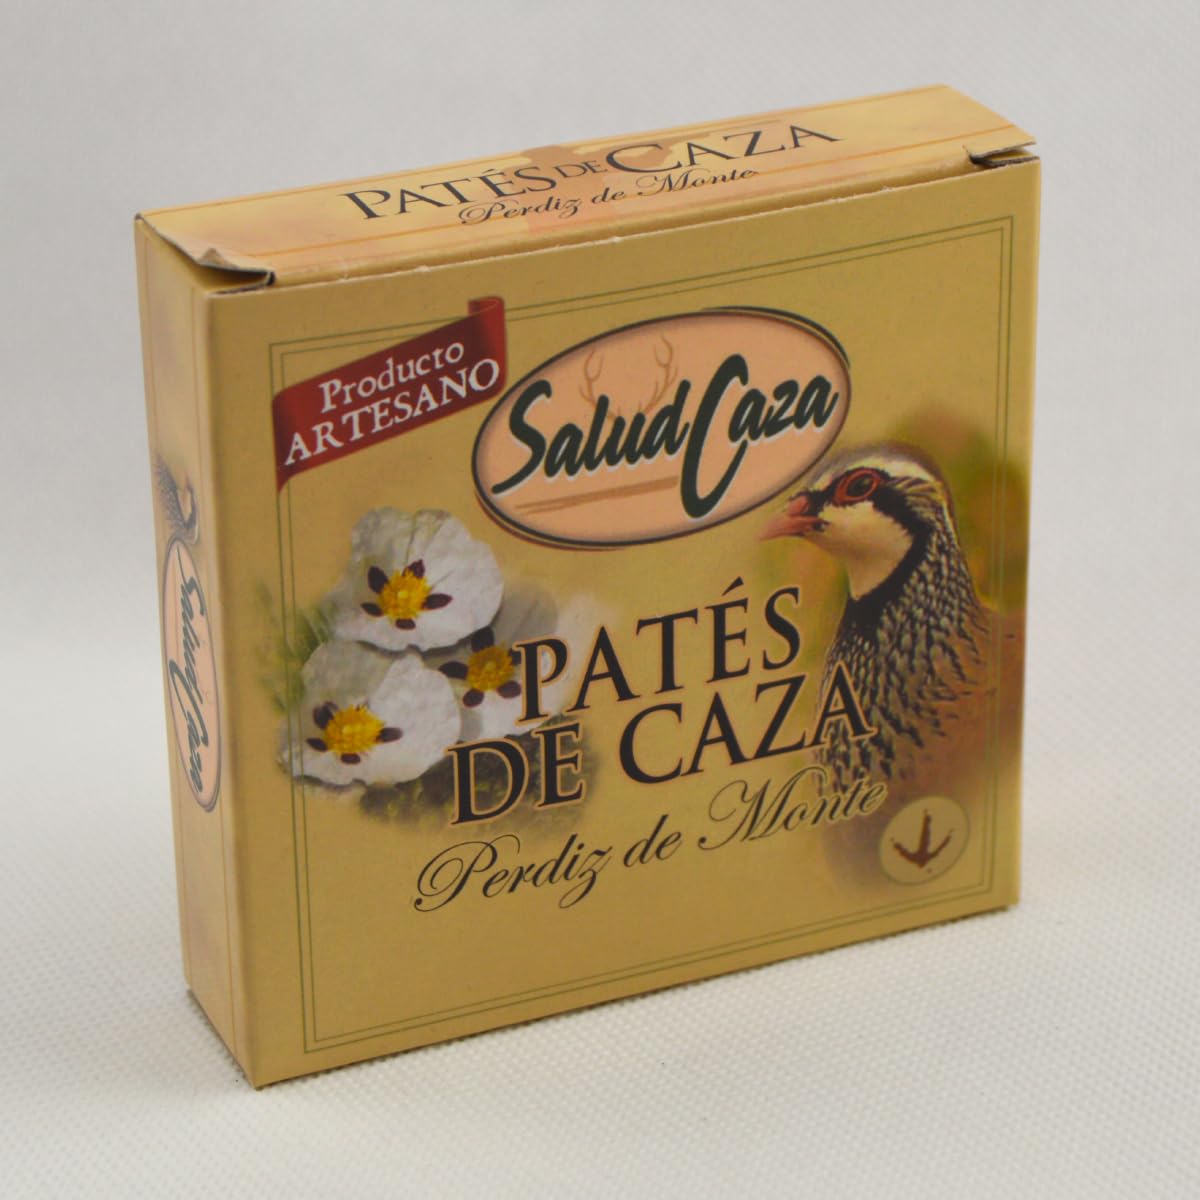 PATÉS DE CAZA
Perdiz de Monte
Producto
ARTESANO
SaludCaza
PATÉS
DE CAZA
Perdiz de Monte
SaludCaza